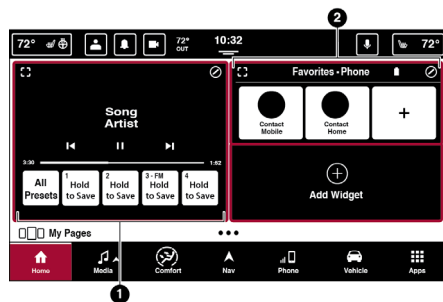 2
72°
72°
OUT
10:32
72°
Favorites • Phone
Song
Artist
Contact
Mobile
Contact
Home
+
3:30
1:52
All
Presets
1
Hold
to Save
2
Hold
to Save
3 - FM
Hold
to Save
4
Hold
to Save
Add Widget
My Pages
Home
Media
Comfort
Nav
Phone
Vehicle
Apps
1